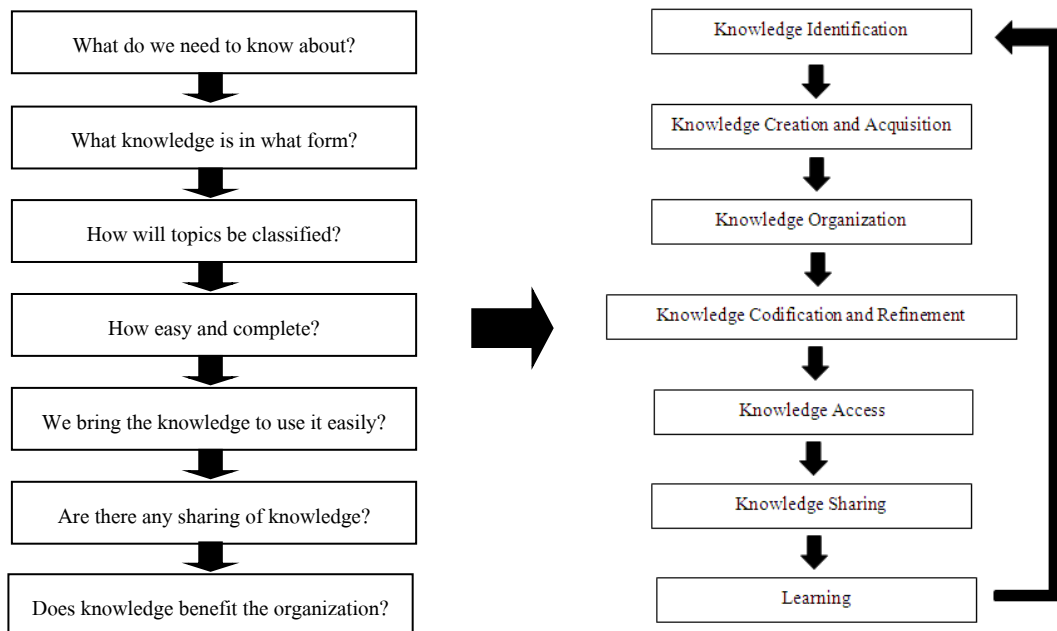 What do we need to know about?
What knowledge is in what form?
How will topics be classified?
How easy and complete?
We bring the knowledge to use it easily?
Are there any sharing of knowledge?
Does knowledge benefit the organization?
Knowledge Identification
Knowledge Creation and Acquisition
Knowledge Organization
Knowledge Codification and Refinement
Knowledge Access
Knowledge Sharing
Learning